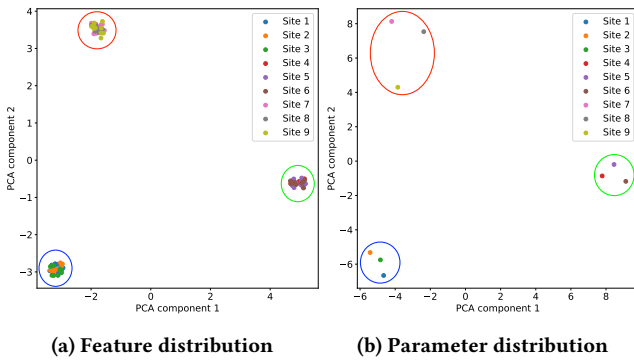 4
3
2
1
0
−1
−2
−3
PCA component 2
−2
0
2
4
PCA component 1
Site 1
Site 2
Site 3
Site 4
Site 5
Site 6
Site 7
Site 8
Site 9
(a) Feature distribution
8
6
4
2
0
−2
−4
−6
PCA component 2
−6
−4
−2
0
2
4
6
8
PCA component 1
Site 1
Site 2
Site 3
Site 4
Site 5
Site 6
Site 7
Site 8
Site 9
(b) Parameter distribution